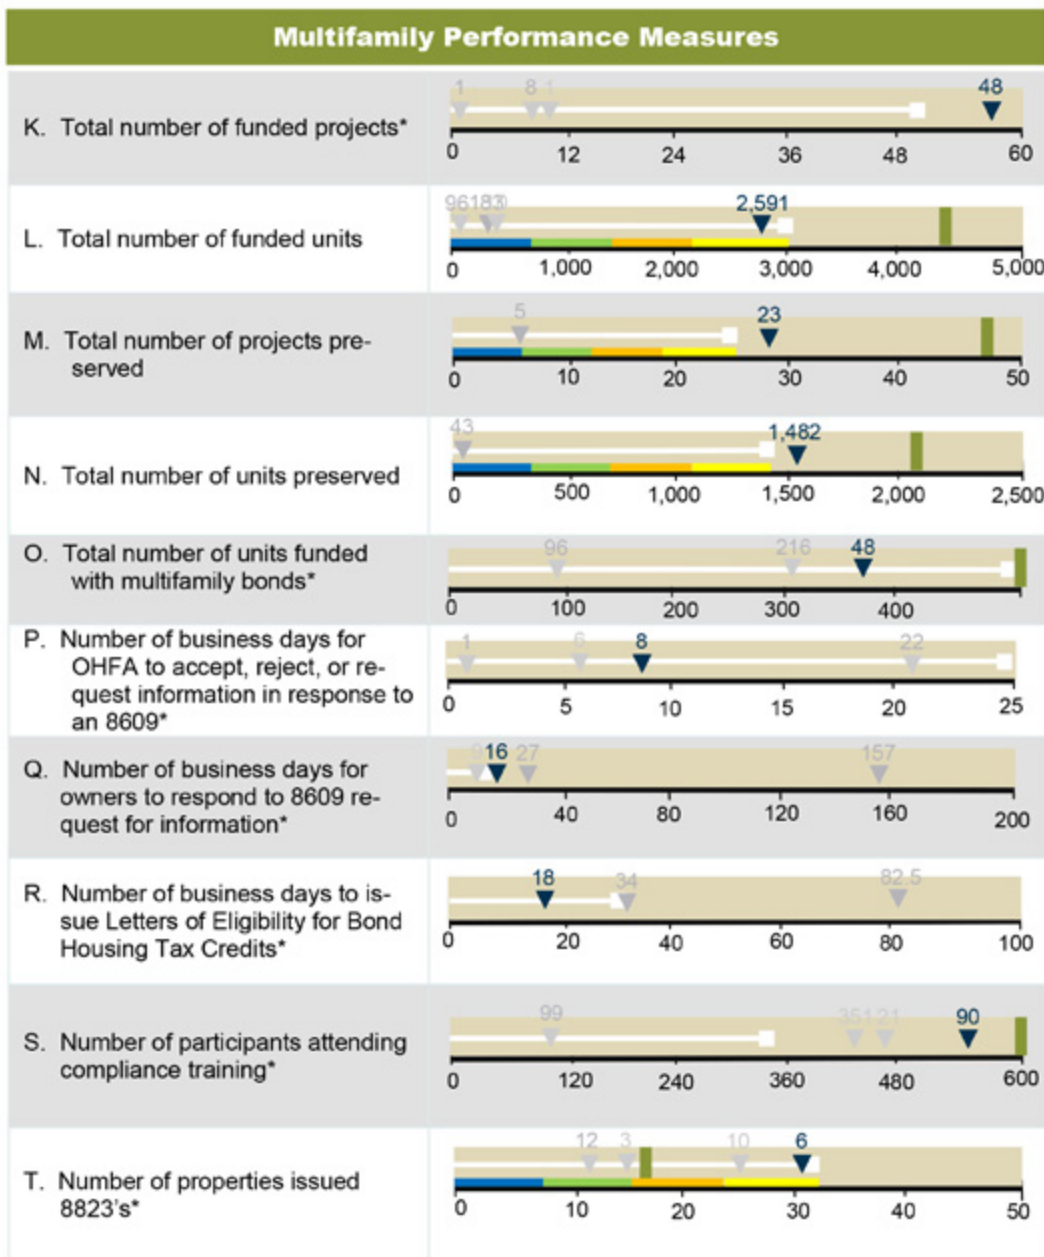 Multifamily Performance Measures
1 8 1 48
K. Total number of funded projects*
0 12 24 36 48 60
96 183 2,591
L. Total number of funded units
0 1,000 2,000 3,000 4,000 5,000
5 23
M. Total number of projects pre-
served
0 10 20 30 40 50
43 1,482
N. Total number of units preserved
0 500 1,000 1,500 2,000 2,500
O. Total number of units funded
96 216 48
with multifamily bonds*
0 100 200 300 400
P. Number of business days for
1 6 8 22
OHFA to accept, reject, or re-
quest information in response to
0 5 10 15 20 25
an 8609*
16 27 157
Q. Number of business days for
owners to respond to 8609 re-
quest for information*
0 40 80 120 160 200
18 34 82.5
R. Number of business days to is-
sue Letters of Eligibility for Bond
Housing Tax Credits*
0 20 40 60 80 100
99 351 21 90
S. Number of participants attending
compliance training*
0 120 240 360 480 600
12 3 10 6
T. Number of properties issued
8823's*
0 10 20 30 40 50